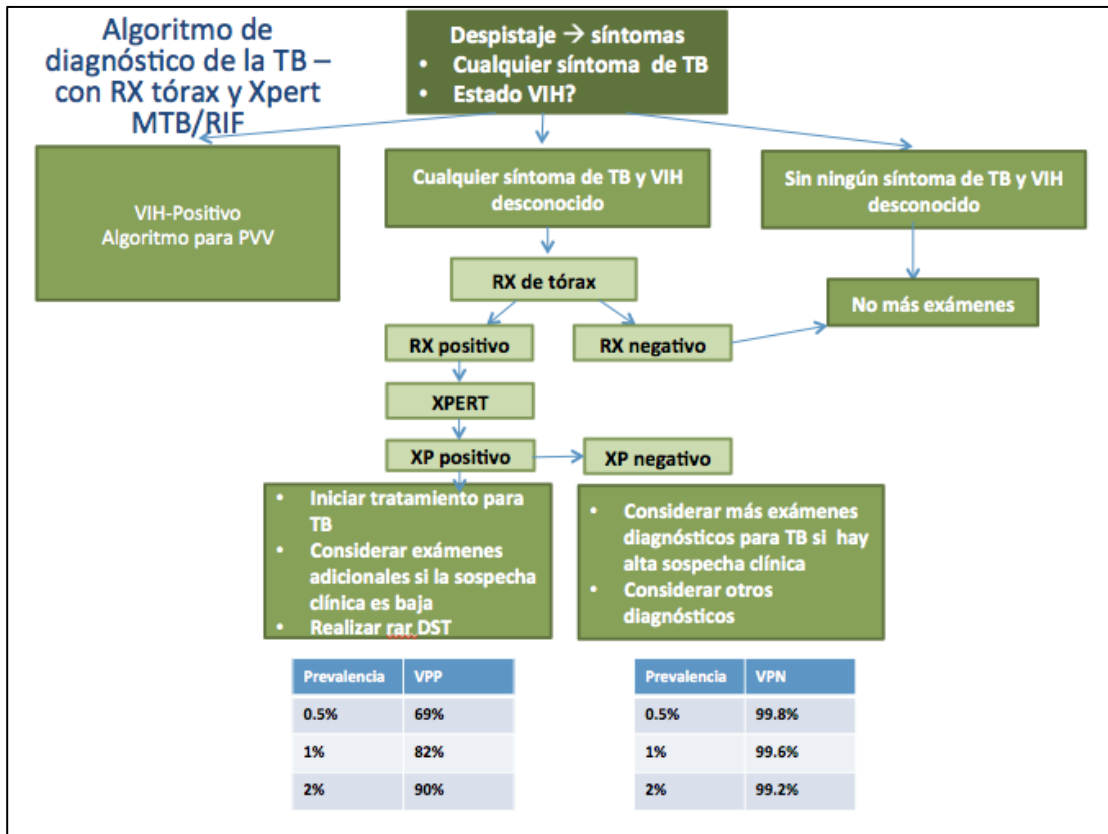 Algoritmo de
diagnóstico de la TB –
con RX tórax y Xpert
MTB/RIF
Despistaje → síntomas
• Cualquier síntoma de TB
• Estado VIH?
VIH-Positivo
Algoritmo para PVV
Cualquier síntoma de TB y VIH
desconocido
Sin ningún síntoma de TB y VIH
desconocido
RX de tórax
No más exámenes
RX positivo
RX negativo
XPERT
XP positivo
XP negativo
• Iniciar tratamiento para
TB
• Considerar exámenes
adicionales si la sospecha
clínica es baja
• Realizar rar DST
• Considerar más exámenes
diagnósticos para TB si hay
alta sospecha clínica
• Considerar otros
diagnósticos
Prevalencia VPP
0.5% 69%
1% 82%
2% 90%
Prevalencia VPN
0.5% 99.8%
1% 99.6%
2% 99.2%